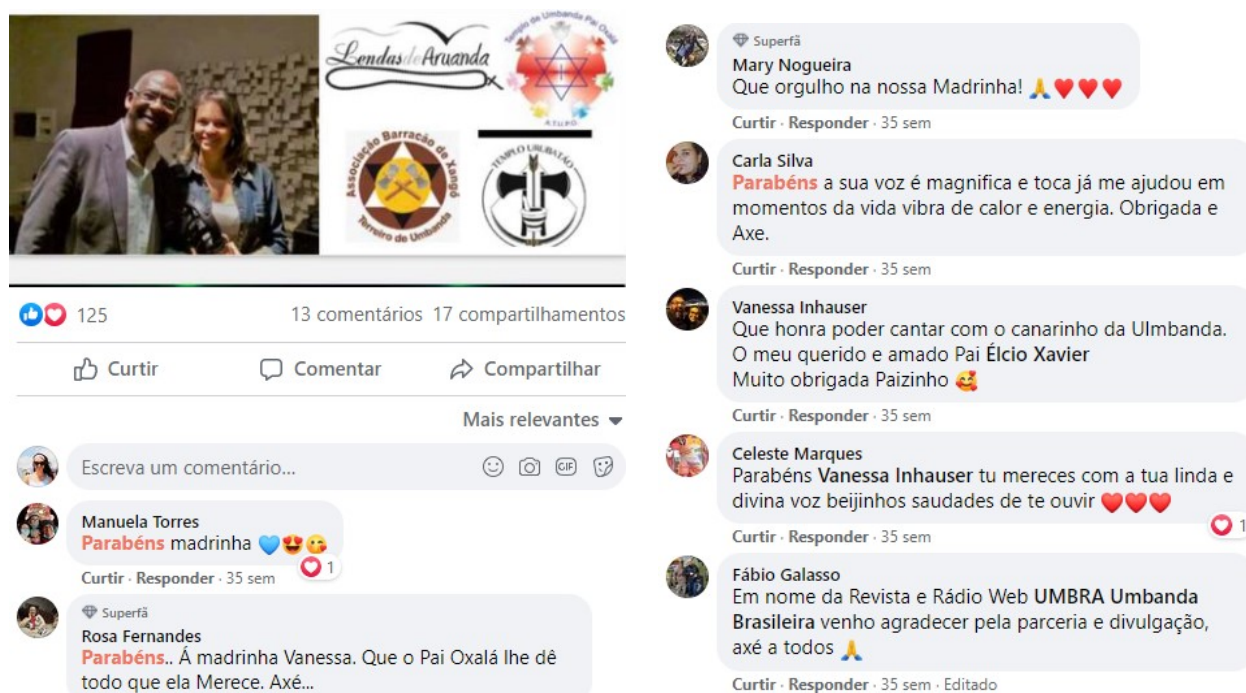 Lendas de Aruanda
Templo de Umbanda Pai Oxalá
A.T.U.P.O.
Associação Barracão de Xangô
Terreiro de Umbanda
TEMPLO URUBATÃO
125
13 comentários 17 compartilhamentos
Curtir Comentar Compartilhar
Mais relevantes
Escreva um comentário...
GIF
Manuela Torres
Parabéns madrinha 💙😍😘
1
Curtir · Responder · 35 sem
Superfã
Rosa Fernandes
Parabéns.. Á madrinha Vanessa. Que o Pai Oxalá lhe dê
todo que ela Merece. Axé...
Superfã
Mary Nogueira
Que orgulho na nossa Madrinha! 🙏♥️♥️♥️
Curtir · Responder · 35 sem
Carla Silva
Parabéns a sua voz é magnifica e toca já me ajudou em
momentos da vida vibra de calor e energia. Obrigada e
Axe.
Curtir · Responder · 35 sem
Vanessa Inhauser
Que honra poder cantar com o canarinho da Ulmbanda.
O meu querido e amado Pai Élcio Xavier
Muito obrigada Paizinho 🥰
Curtir · Responder · 35 sem
Celeste Marques
Parabéns Vanessa Inhauser tu mereces com a tua linda e
divina voz beijinhos saudades de te ouvir ♥️♥️♥️
1
Curtir · Responder · 35 sem
Fábio Galasso
Em nome da Revista e Rádio Web UMBRA Umbanda
Brasileira venho agradecer pela parceria e divulgação,
axé a todos 🙏
Curtir · Responder · 35 sem · Editado